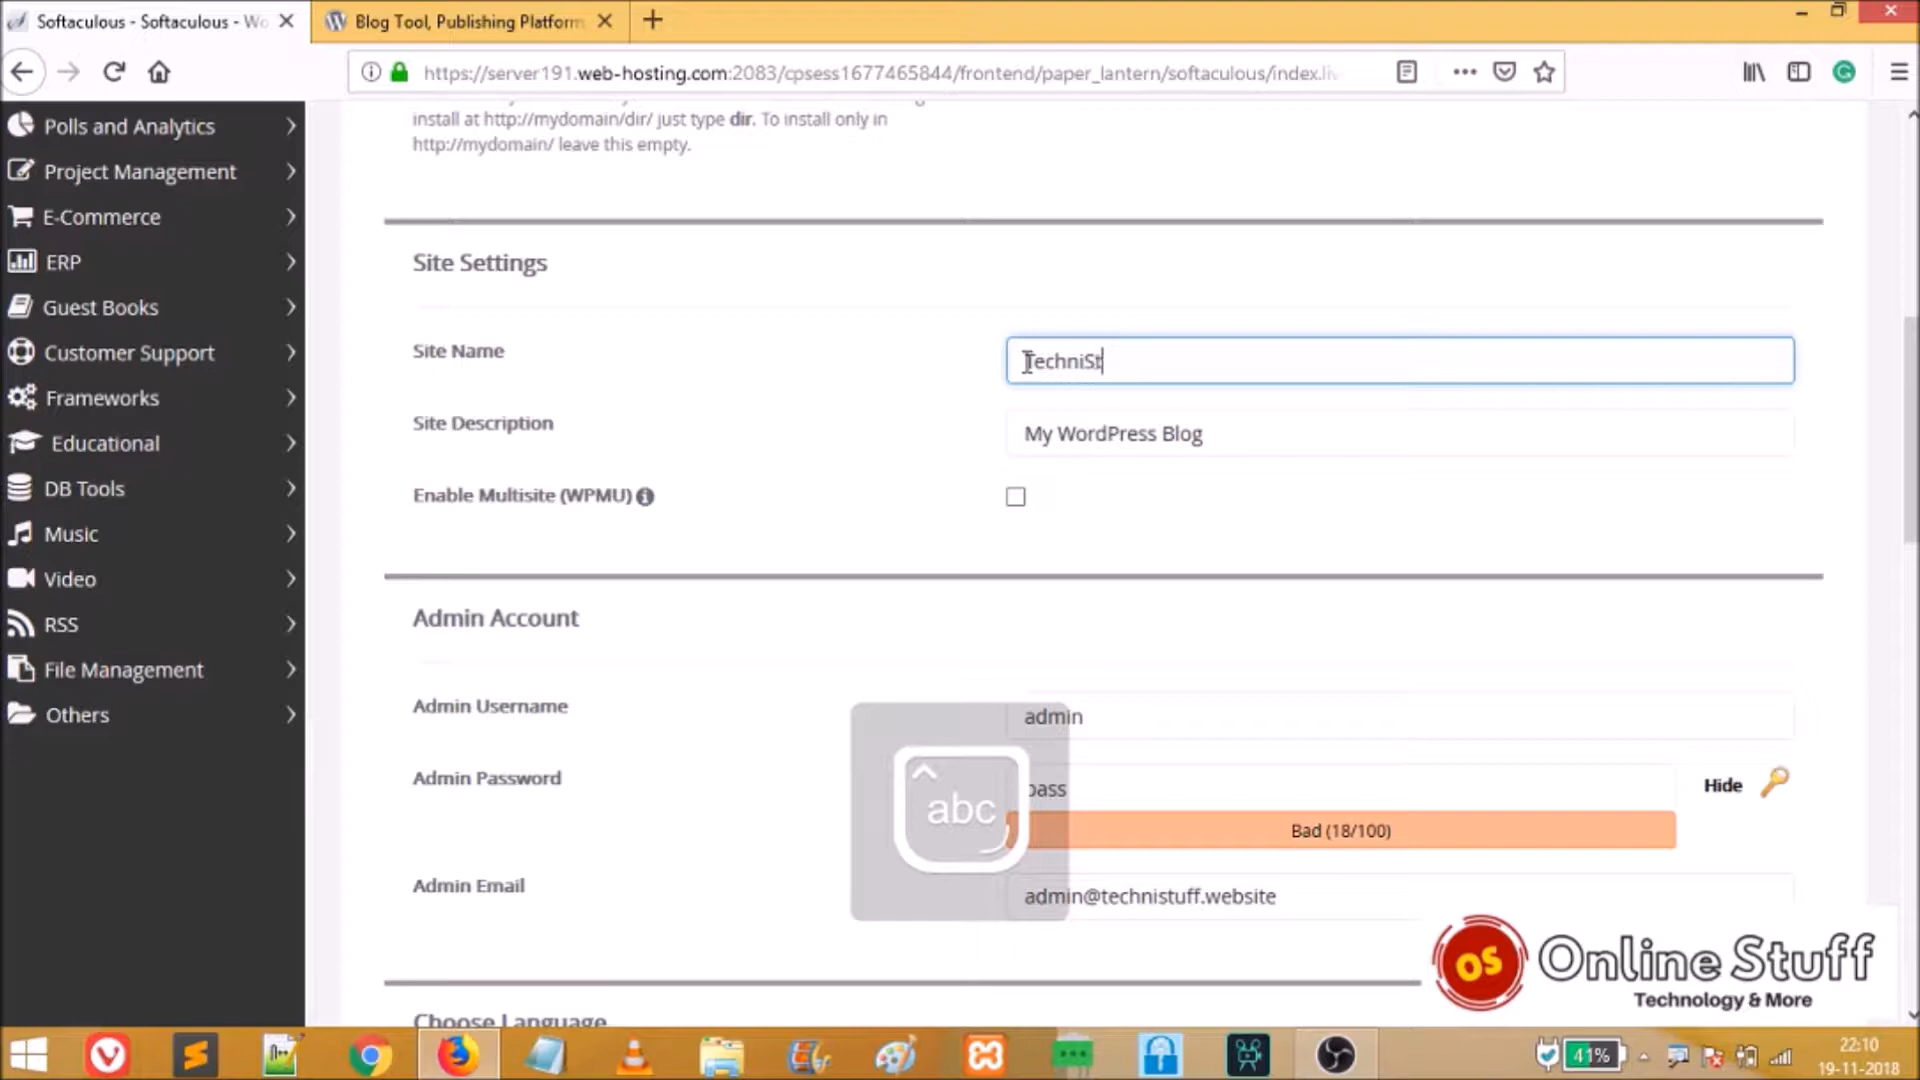 Softaculous - Softaculous - Wo
Blog Tool, Publishing Platform
https://server191.web-hosting.com:2083/cpsess1677465844/frontend/paper_lantern/softaculous/index.li
Polls and Analytics
Project Management
E-Commerce
ERP
Guest Books
Customer Support
Frameworks
Educational
DB Tools
Music
Video
RSS
File Management
Others
install at http://mydomain/dir/ just type dir. To install only in
http://mydomain/ leave this empty.
Site Settings
Site Name
TechniSt
Site Description
My WordPress Blog
Enable Multisite (WPMU)
Admin Account
Admin Username
admin
Admin Password
pass
Hide
Bad (18/100)
Admin Email
admin@technistuff.website
abc
Choose Language
OS
Online Stuff
Technology & More
41%
22:10
19-11-2018